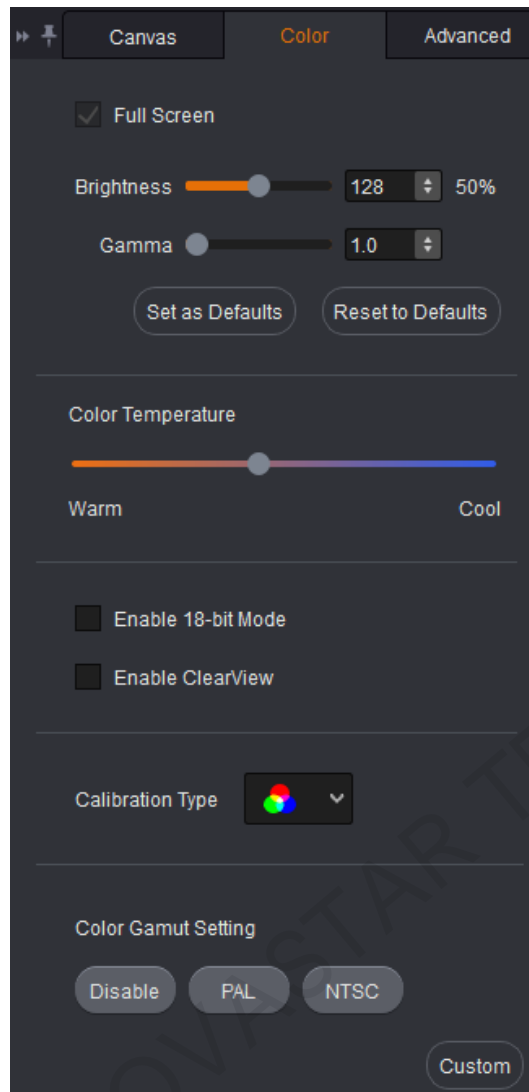 Canvas Color Advanced
Full Screen
Brightness 128 50%
Gamma 1.0
Set as Defaults Reset to Defaults
Color Temperature
Warm Cool
Enable 18-bit Mode
Enable ClearView
Calibration Type
Color Gamut Setting
Disable PAL NTSC
Custom